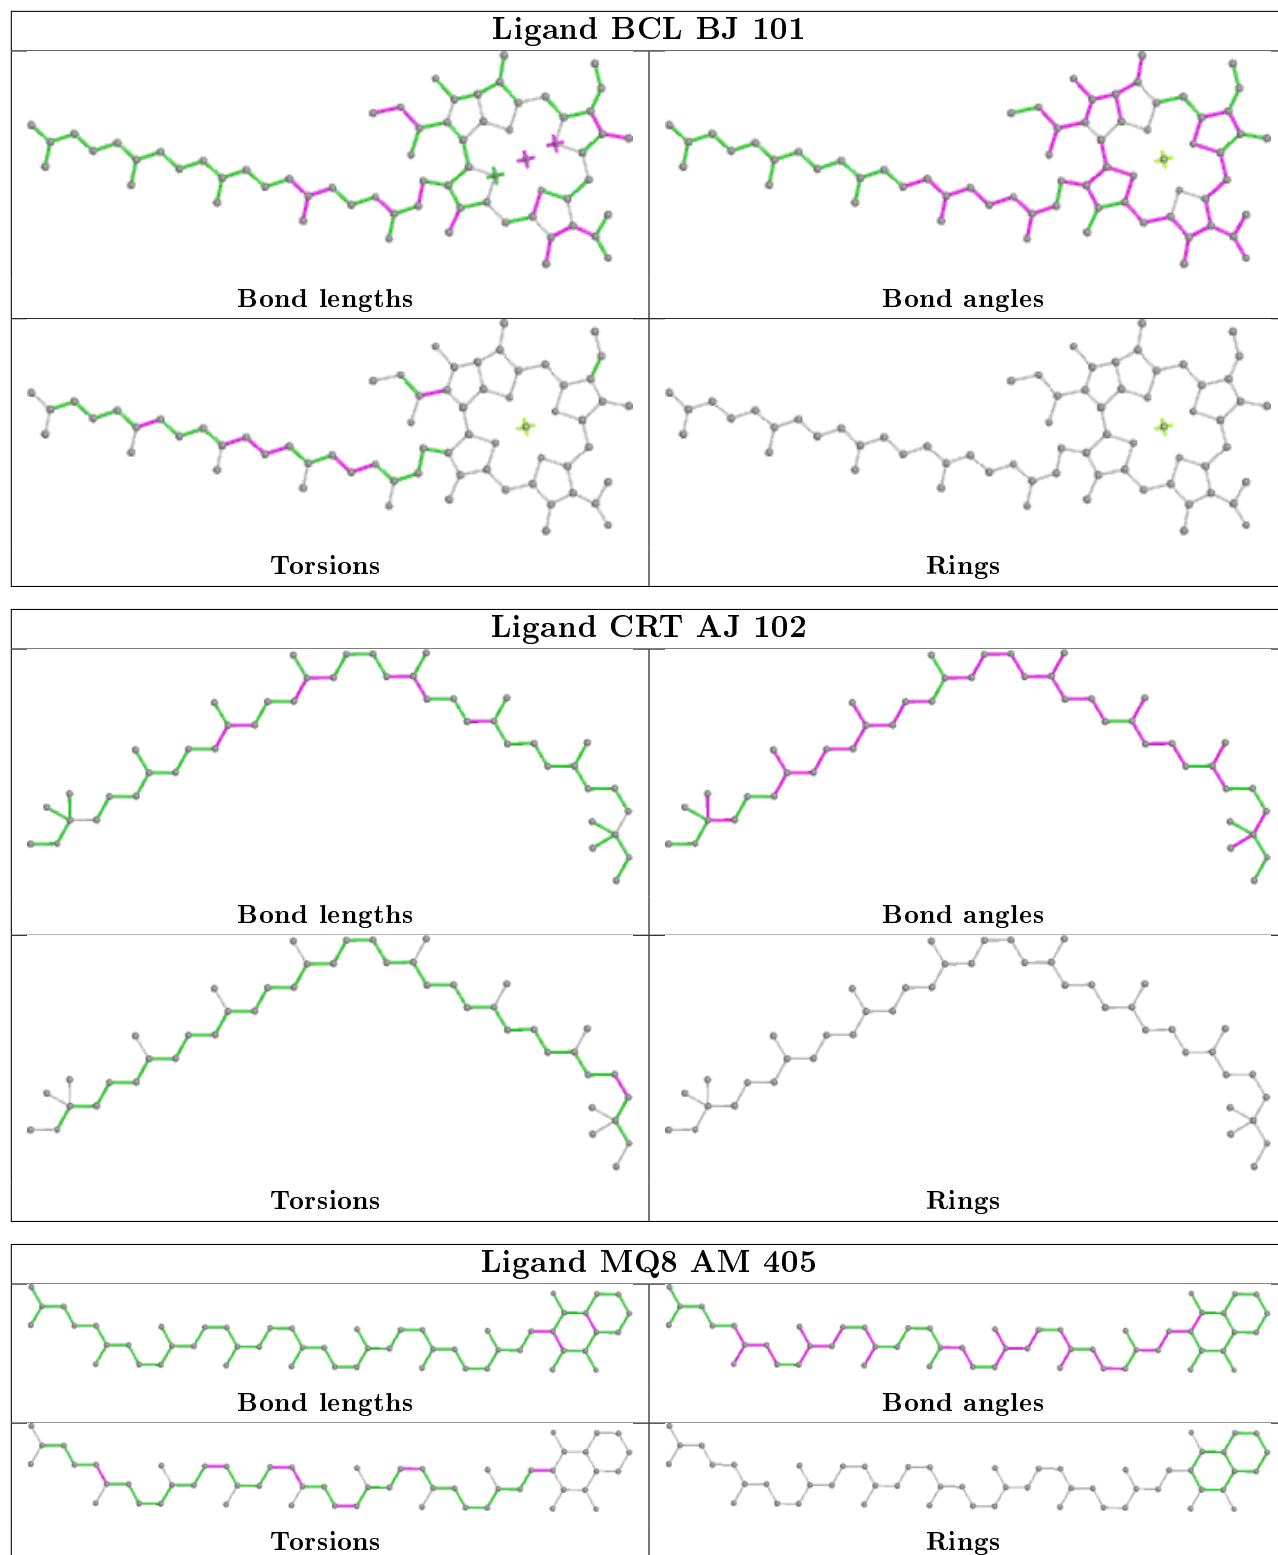 Ligand BCL BJ 101
Bond lengths
Bond angles
Torsions
Rings
Ligand CRT AJ 102
Bond lengths
Bond angles
Torsions
Rings
Ligand MQ8 AM 405
Bond lengths
Bond angles
Torsions
Rings